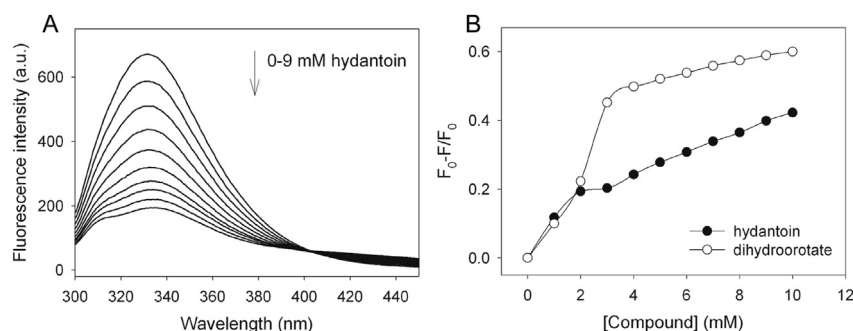 A
B
0-9 mM hydantoin
Fluorescence intensity (a.u.)
600
400
200
0
300 320 340 360 380 400 420 440
Wavelength (nm)
F₀-F/F₀
0.6
0.4
0.2
0.0
hydantoin
dihydroorotate
0 2 4 6 8 10 12
[Compound] (mM)